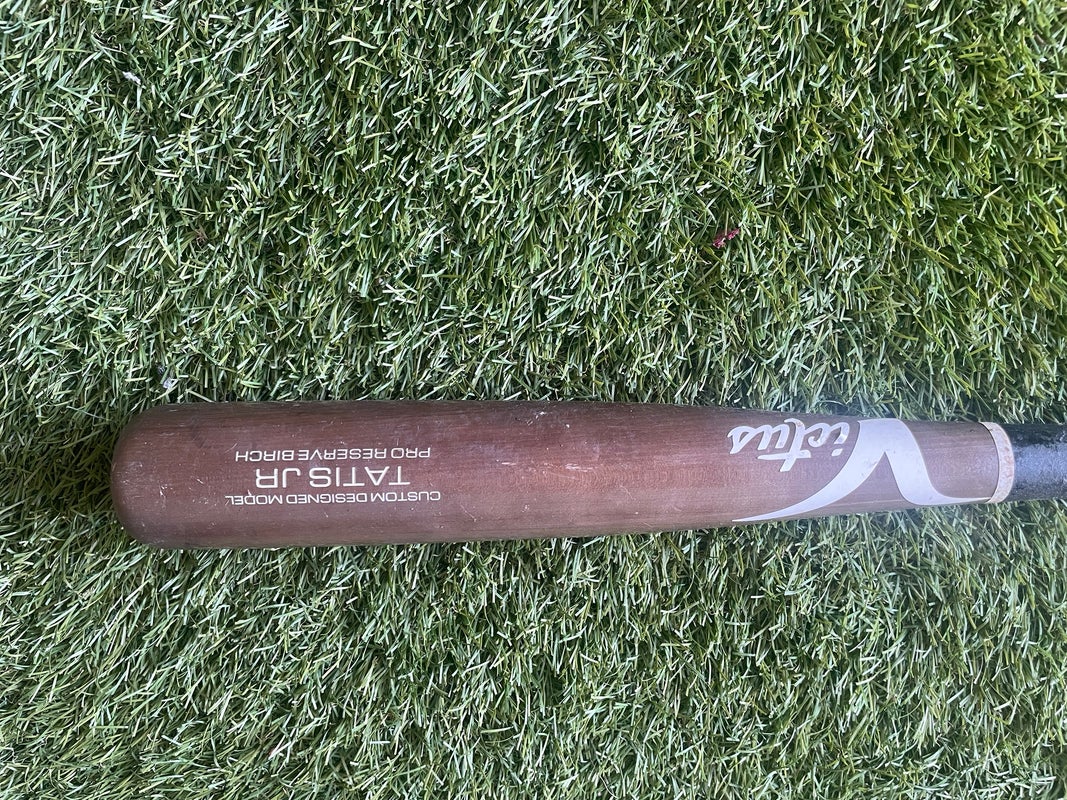 Victus
CUSTOM DESIGNED MODEL
TATIS JR
PRO RESERVE BIRCH